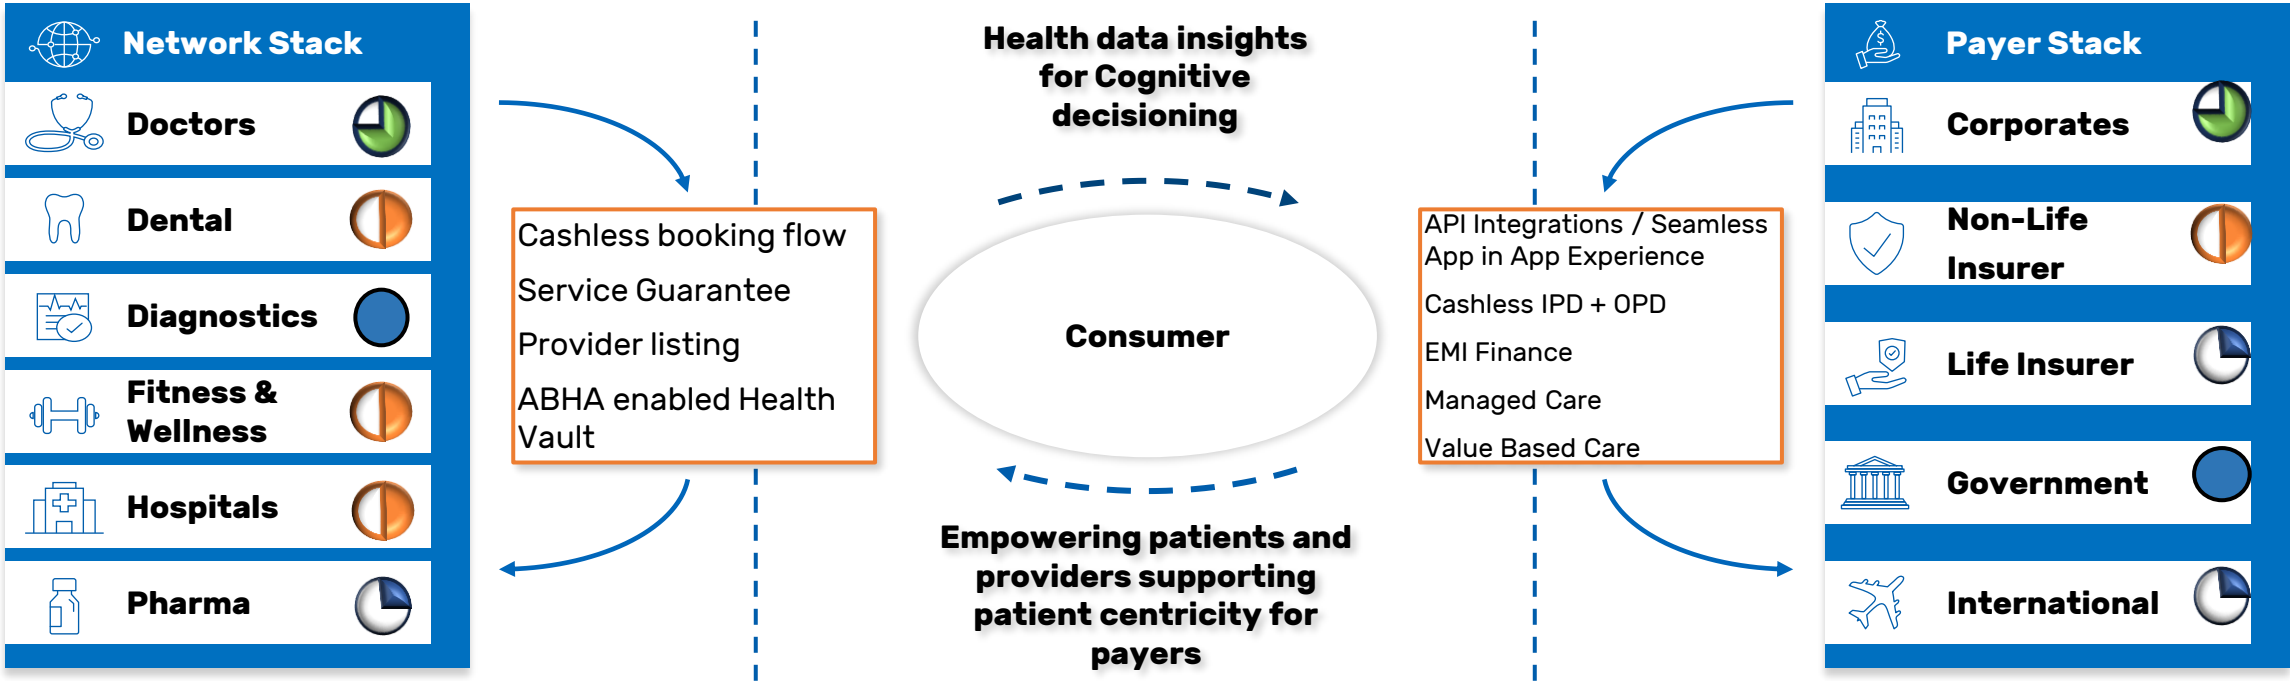 Network Stack
Doctors
Dental
Diagnostics
Fitness &
Wellness
Hospitals
Pharma
Cashless booking flow
Service Guarantee
Provider listing
ABHA enabled Health
Vault
Health data insights
for Cognitive
decisioning
Consumer
Empowering patients and
providers supporting
patient centricity for
payers
API Integrations / Seamless
App in App Experience
Cashless IPD + OPD
EMI Finance
Managed Care
Value Based Care
Payer Stack
$
Corporates
Non-Life
Insurer
Life Insurer
Government
International